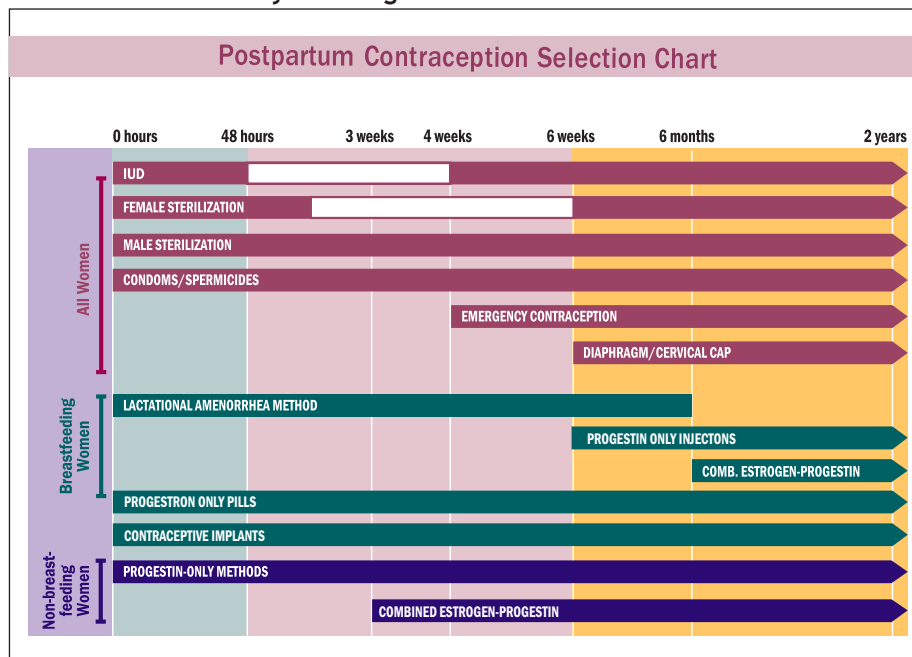 Postpartum Contraception Selection Chart
0 hours 48 hours 3 weeks 4 weeks 6 weeks 6 months 2 years
All Women
IUD
FEMALE STERILIZATION
MALE STERILIZATION
CONDOMS/SPERMICIDES
EMERGENCY CONTRACEPTION
DIAPHRAGM/CERVICAL CAP
Breastfeeding
Women
LACTATIONAL AMENORRHEA METHOD
PROGESTIN ONLY INJECTONS
COMB. ESTROGEN-PROGESTIN
PROGESTRON ONLY PILLS
CONTRACEPTIVE IMPLANTS
Non-breast-
feeding
Women
PROGESTIN-ONLY METHODS
COMBINED ESTROGEN-PROGESTIN